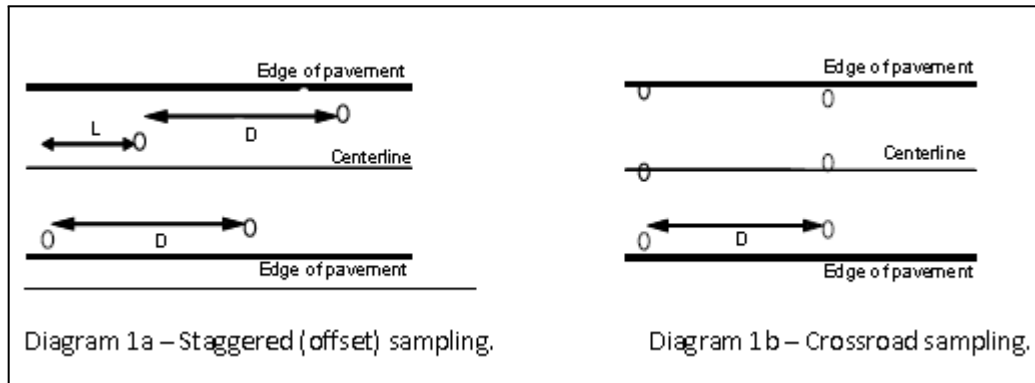 Edge of pavement
L
D
Centerline
D
Edge of pavement
Diagram 1a – Staggered (offset) sampling.
Edge of pavement
Centerline
D
Edge of pavement
Diagram 1b – Crossroad sampling.